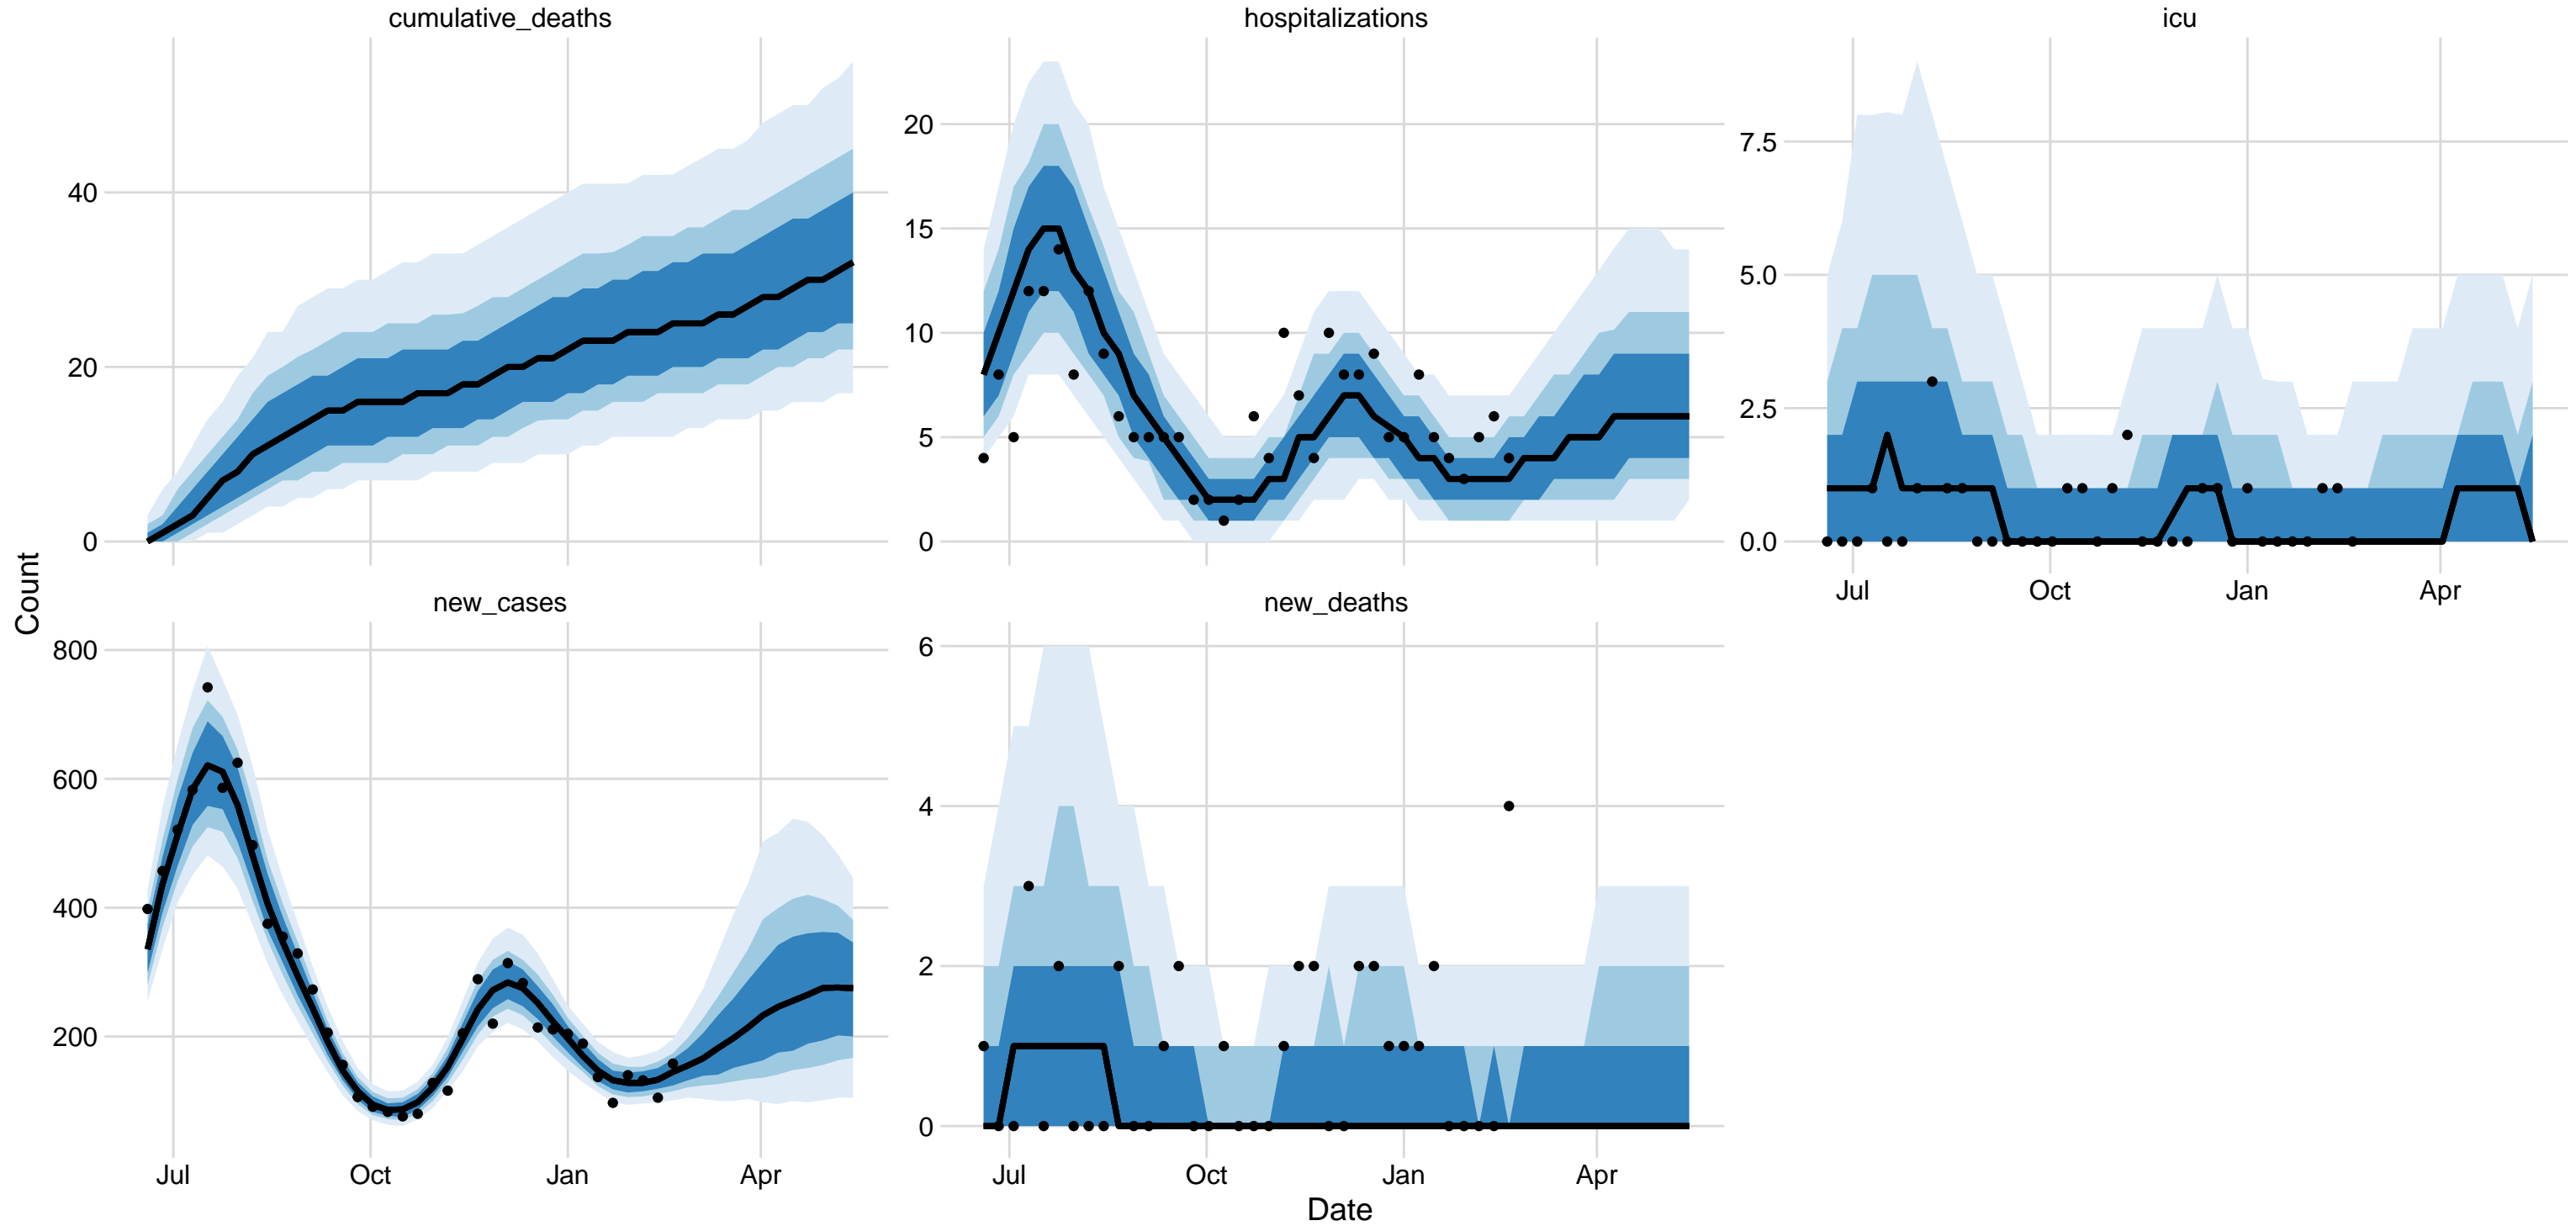 cumulative_deaths
hospitalizations
icu
40
20
0
20
15
10
5
0
7.5
5.0
2.5
0.0
Jul
Oct
Jan
Apr
Count
new_cases
new_deaths
800
600
400
200
6
4
2
0
Jul
Oct
Jan
Apr
Jul
Oct
Jan
Apr
Date